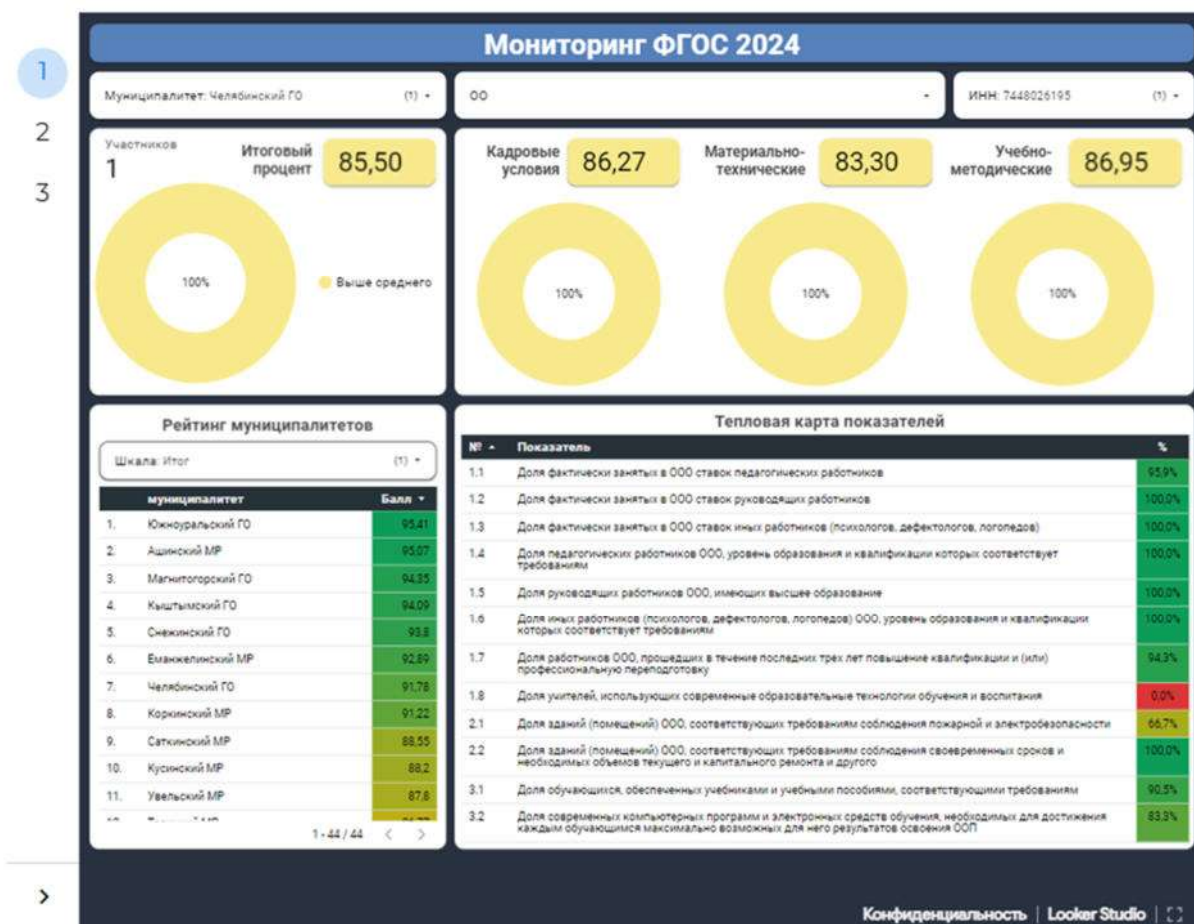 1
2
3
Мониторинг ФГОС 2024
Муниципалитет: Челябинский ГО (1)
ОО
ИНН: 7448026195 (1)
Участников
1
Итоговый
процент
85,50
100%
Выше среднего
Кадровые
условия
86,27
100%
Материально-
технические
83,30
100%
Учебно-
методические
86,95
100%
Рейтинг муниципалитетов
Шкала: Итог (1)
муниципалитет Балл
1. Южноуральский ГО 95,41
2. Ашинский МР 95,07
3. Магнитогорский ГО 94,35
4. Кыштымский ГО 94,09
5. Снежинский ГО 93,8
6. Еманжелинский МР 92,89
7. Челябинский ГО 91,78
8. Коркинский МР 91,22
9. Саткинский МР 88,55
10. Кусинский МР 88,2
11. Увельский МР 87,8
1-44/44
Тепловая карта показателей
№ Показатель %
1.1 Доля фактически занятых в ООО ставок педагогических работников 95,9%
1.2 Доля фактически занятых в ООО ставок руководящих работников 100,0%
1.3 Доля фактически занятых в ООО ставок иных работников (психологов, дефектологов, логопедов) 100,0%
1.4 Доля педагогических работников ООО, уровень образования и квалификации которых соответствует 100,0%
требованиям
1.5 Доля руководящих работников ООО, имеющих высшее образование 100,0%
1.6 Доля иных работников (психологов, дефектологов, логопедов) ООО, уровень образования и квалификации 100,0%
которых соответствует требованиям
1.7 Доля работников ООО, прошедших в течение последних трех лет повышение квалификации и (или) 94,3%
профессиональную переподготовку
1.8 Доля учителей, использующих современные образовательные технологии обучения и воспитания 0,0%
2.1 Доля зданий (помещений) ООО, соответствующих требованиям соблюдения пожарной и электробезопасности 66,7%
2.2 Доля зданий (помещений) ООО, соответствующих требованиям соблюдения своевременных сроков и 100,0%
необходимых объемов текущего и капитального ремонта и другого
3.1 Доля обучающихся, обеспеченных учебниками и учебными пособиями, соответствующими требованиям 90,5%
3.2 Доля современных компьютерных программ и электронных средств обучения, необходимых для достижения 83,3%
каждым обучающимся максимально возможных для него результатов освоения ООП
Конфиденциальность | Looker Studio